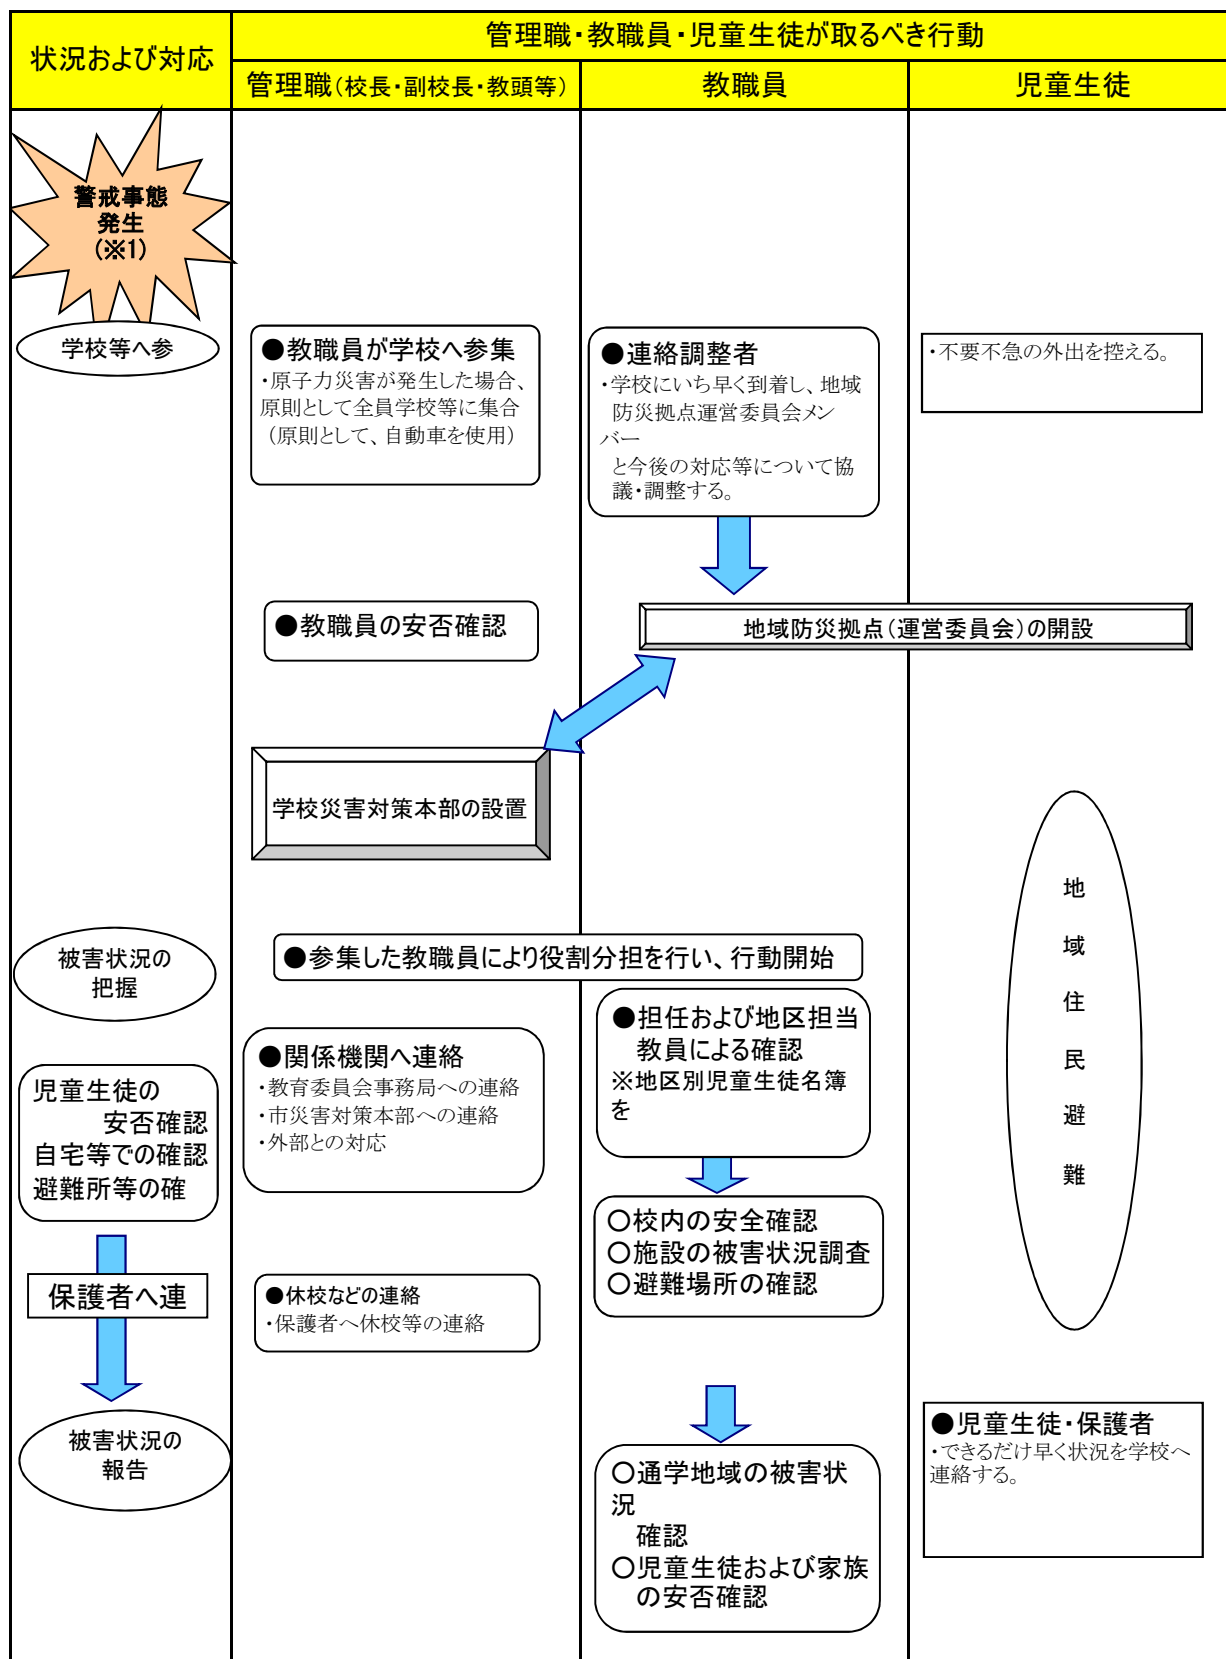 状況および対応
管理職・教職員・児童生徒が取るべき行動
管理職（校長・副校長・教頭等）
教職員
児童生徒
警戒事態
発生
(※1)
学校等へ参
●教職員が学校へ参集
・原子力災害が発生した場合、
原則として全員学校等に集合
（原則として、自動車を使用）
●連絡調整者
・学校にいち早く到着し、地域
防災拠点運営委員会メン
バー
と今後の対応等について協
議・調整する。
・不要不急の外出を控える。
●教職員の安否確認
地域防災拠点（運営委員会）の開設
学校災害対策本部の設置
地
域
住
民
避
難
被害状況の
把握
●参集した教職員により役割分担を行い、行動開始
児童生徒の
安否確認
自宅等での確認
避難所等の確
●関係機関へ連絡
・教育委員会事務局への連絡
・市災害対策本部への連絡
・外部との対応
●担任および地区担当
教員による確認
※地区別児童生徒名簿
を
○校内の安全確認
○施設の被害状況調査
○避難場所の確認
保護者へ連
●休校などの連絡
・保護者へ休校等の連絡
被害状況の
報告
○通学地域の被害状
況
確認
○児童生徒および家族
の安否確認
●児童生徒・保護者
・できるだけ早く状況を学校へ
連絡する。